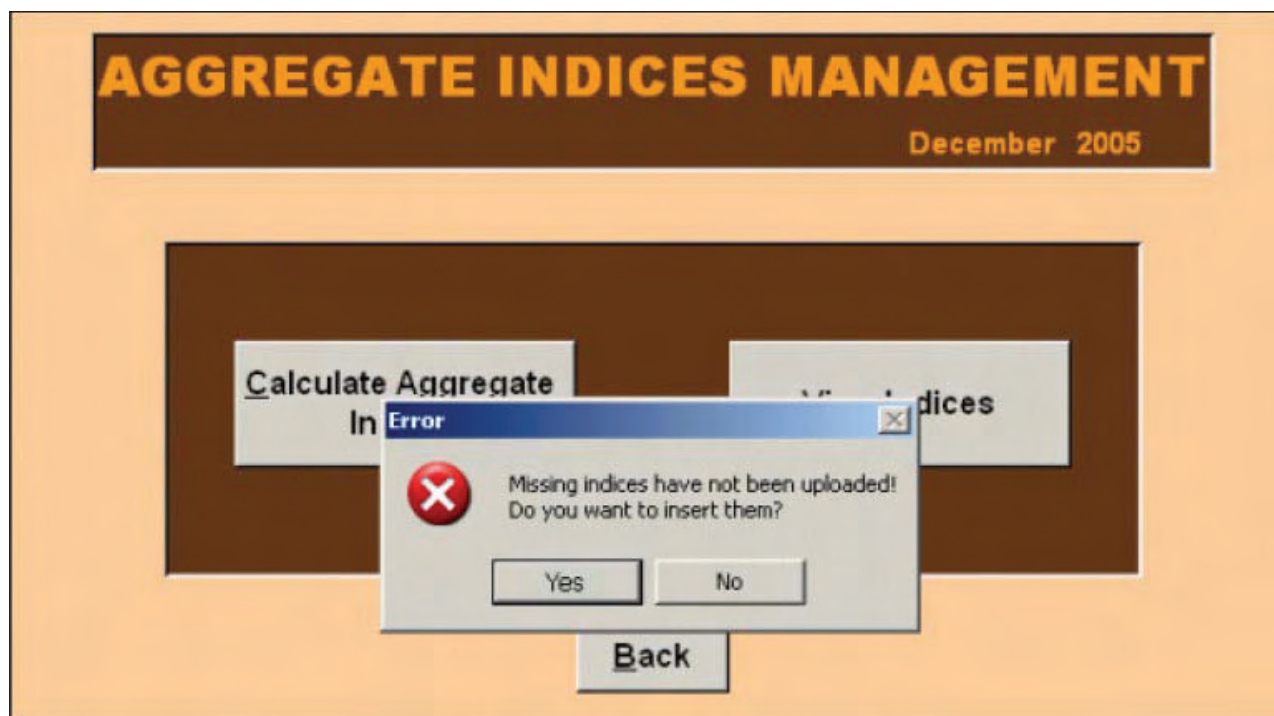 AGGREGATE INDICES MANAGEMENT
December 2005
Calculate Aggregate
In
dices
Error
Missing indices have not been uploaded!
Do you want to insert them?
Yes
No
Back